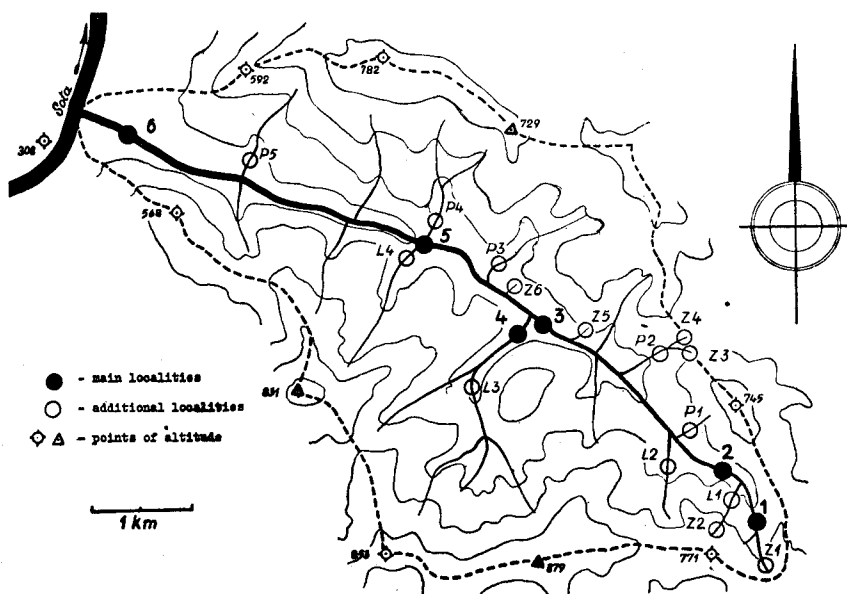 592
782
Soła
308
6
729
P5
568
P4
5
L4
P3
Z6
4
3
Z5
Z4
P2
Z3
L3
745
P1
L2
2
L1
Z2
1
Z1
771
879
- main localities
- additional localities
- points of altitude
1 km